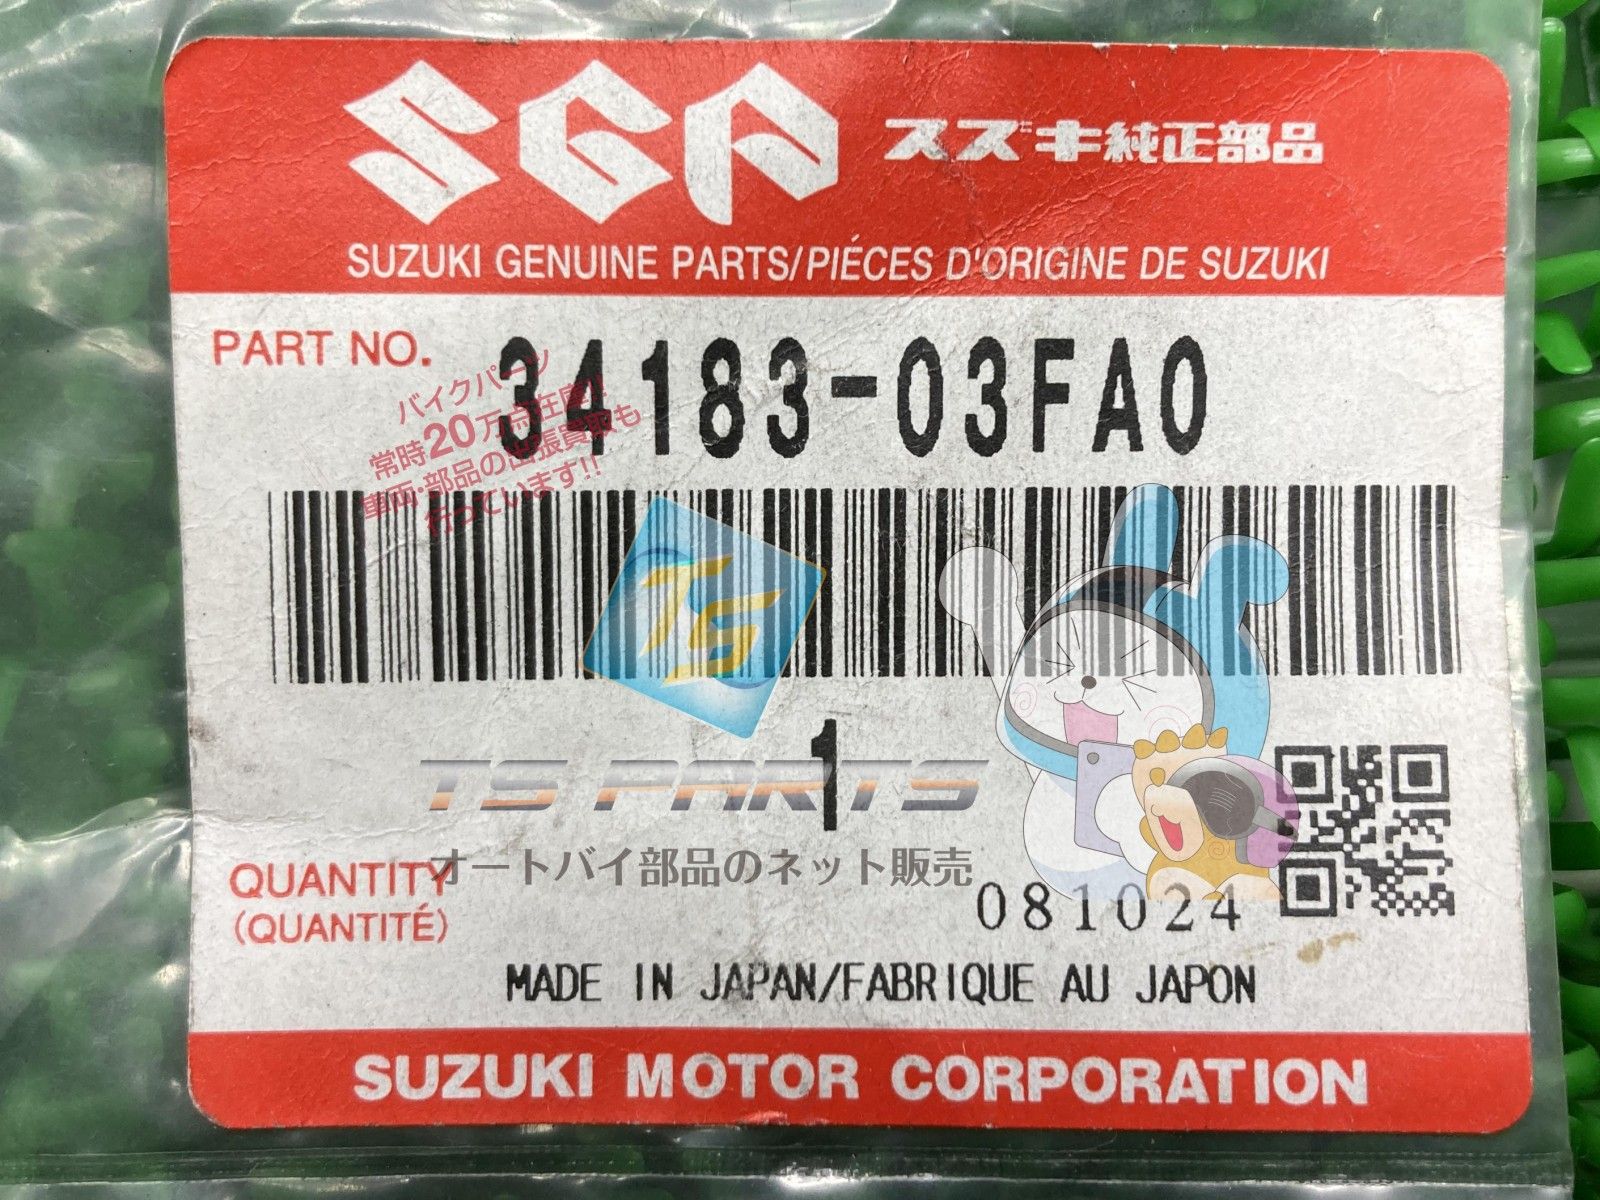 SGP スズキ純正部品
SUZUKI GENUINE PARTS/PIÉCES D'ORIGINE DE SUZUKI
PART NO. 34183-03FA0
バイクパーツ
常時20万点在庫!!
車両・部品の出張買取も
行っています!!
TS
1
TS PARTS
オートバイ部品のネット販売
QUANTITY
(QUANTITÉ)
081024
MADE IN JAPAN/FABRIQUE AU JAPON
SUZUKI MOTOR CORPORATION